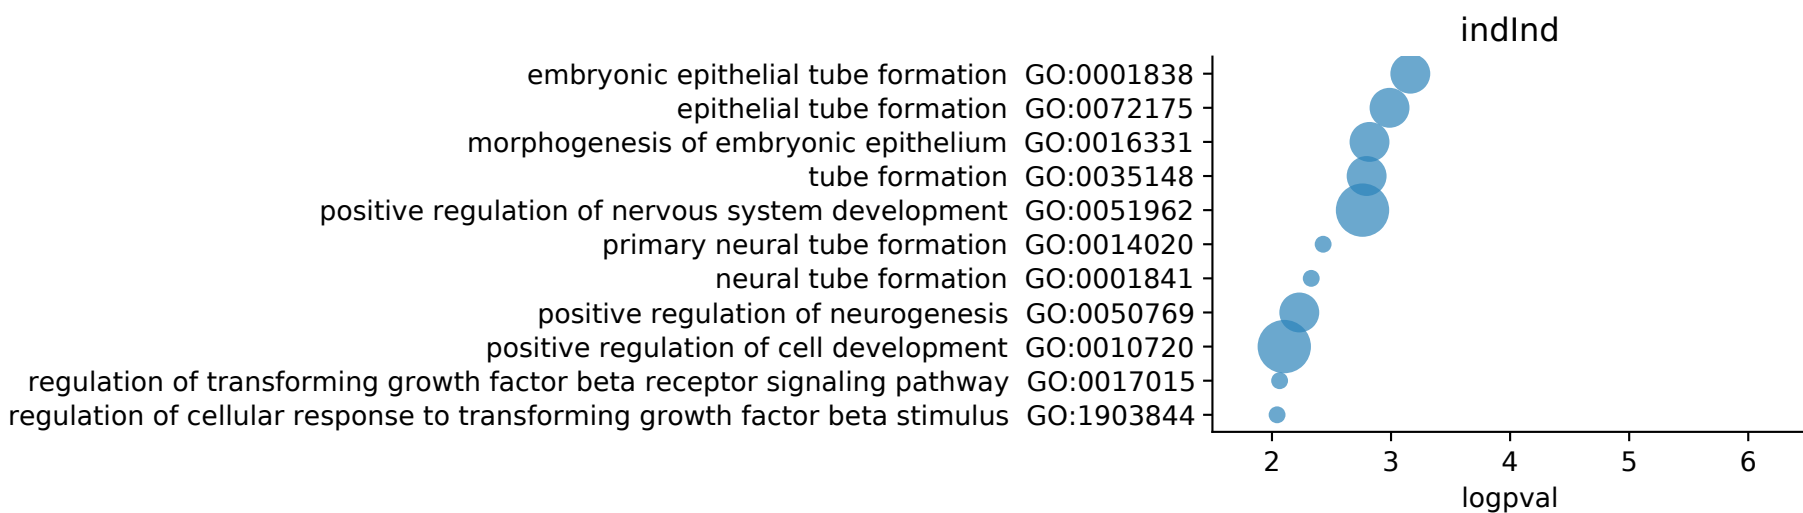 indInd
embryonic epithelial tube formation GO:0001838
epithelial tube formation GO:0072175
morphogenesis of embryonic epithelium GO:0016331
tube formation GO:0035148
positive regulation of nervous system development GO:0051962
primary neural tube formation GO:0014020
neural tube formation GO:0001841
positive regulation of neurogenesis GO:0050769
positive regulation of cell development GO:0010720
regulation of transforming growth factor beta receptor signaling pathway GO:0017015
regulation of cellular response to transforming growth factor beta stimulus GO:1903844
2 3 4 5 6
logpval